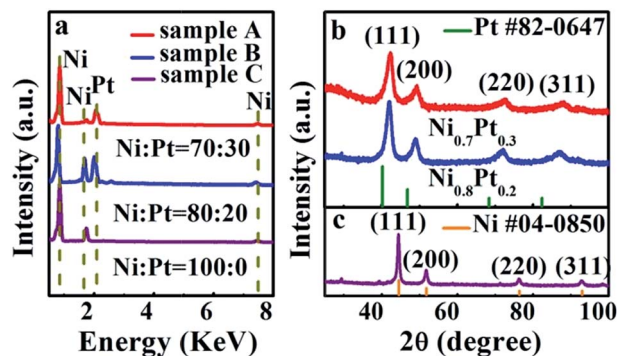 a
sample A
sample B
sample C
Ni
Ni
Pt
Ni
Ni:Pt=70:30
Ni:Pt=80:20
Ni:Pt=100:0
Intensity (a.u.)
2
4
6
8
Energy (KeV)
b
Pt #82-0647
(111)
(200)
(220)
(311)
Ni0.7Pt0.3
Ni0.8Pt0.2
c
Ni #04-0850
(111)
(200)
(220)
(311)
Intensity (a.u.)
40
60
80
100
2θ (degree)